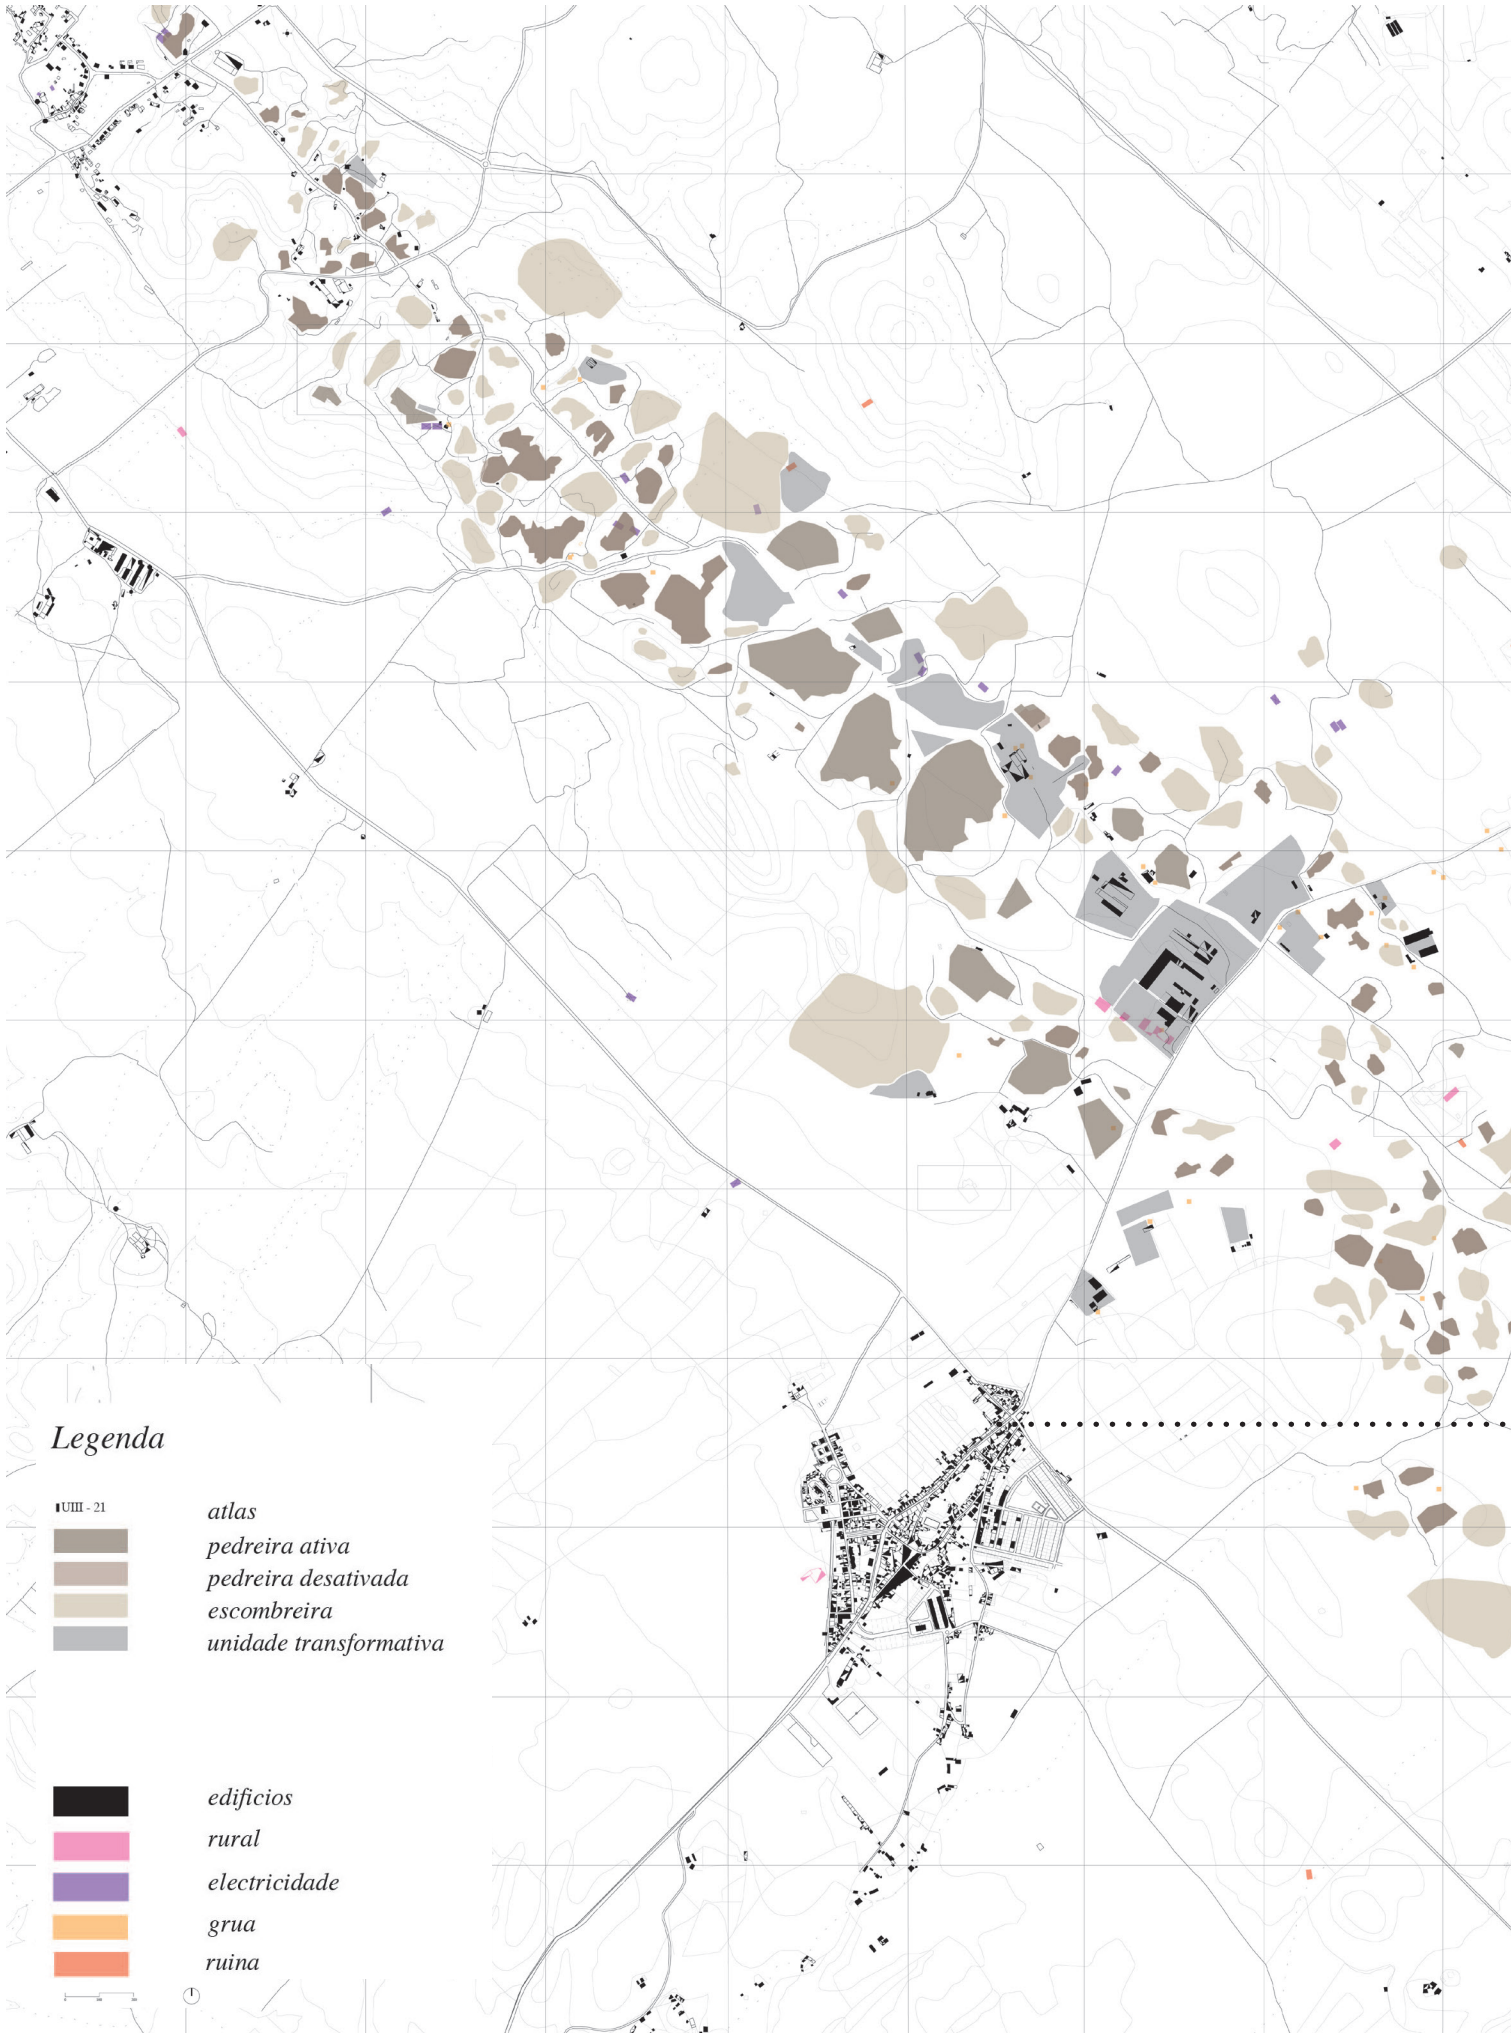 Legenda
UIII - 21
atlas
pedreira ativa
pedreira desativada
escombreira
unidade transformativa
edificios
rural
electricidade
grua
ruina